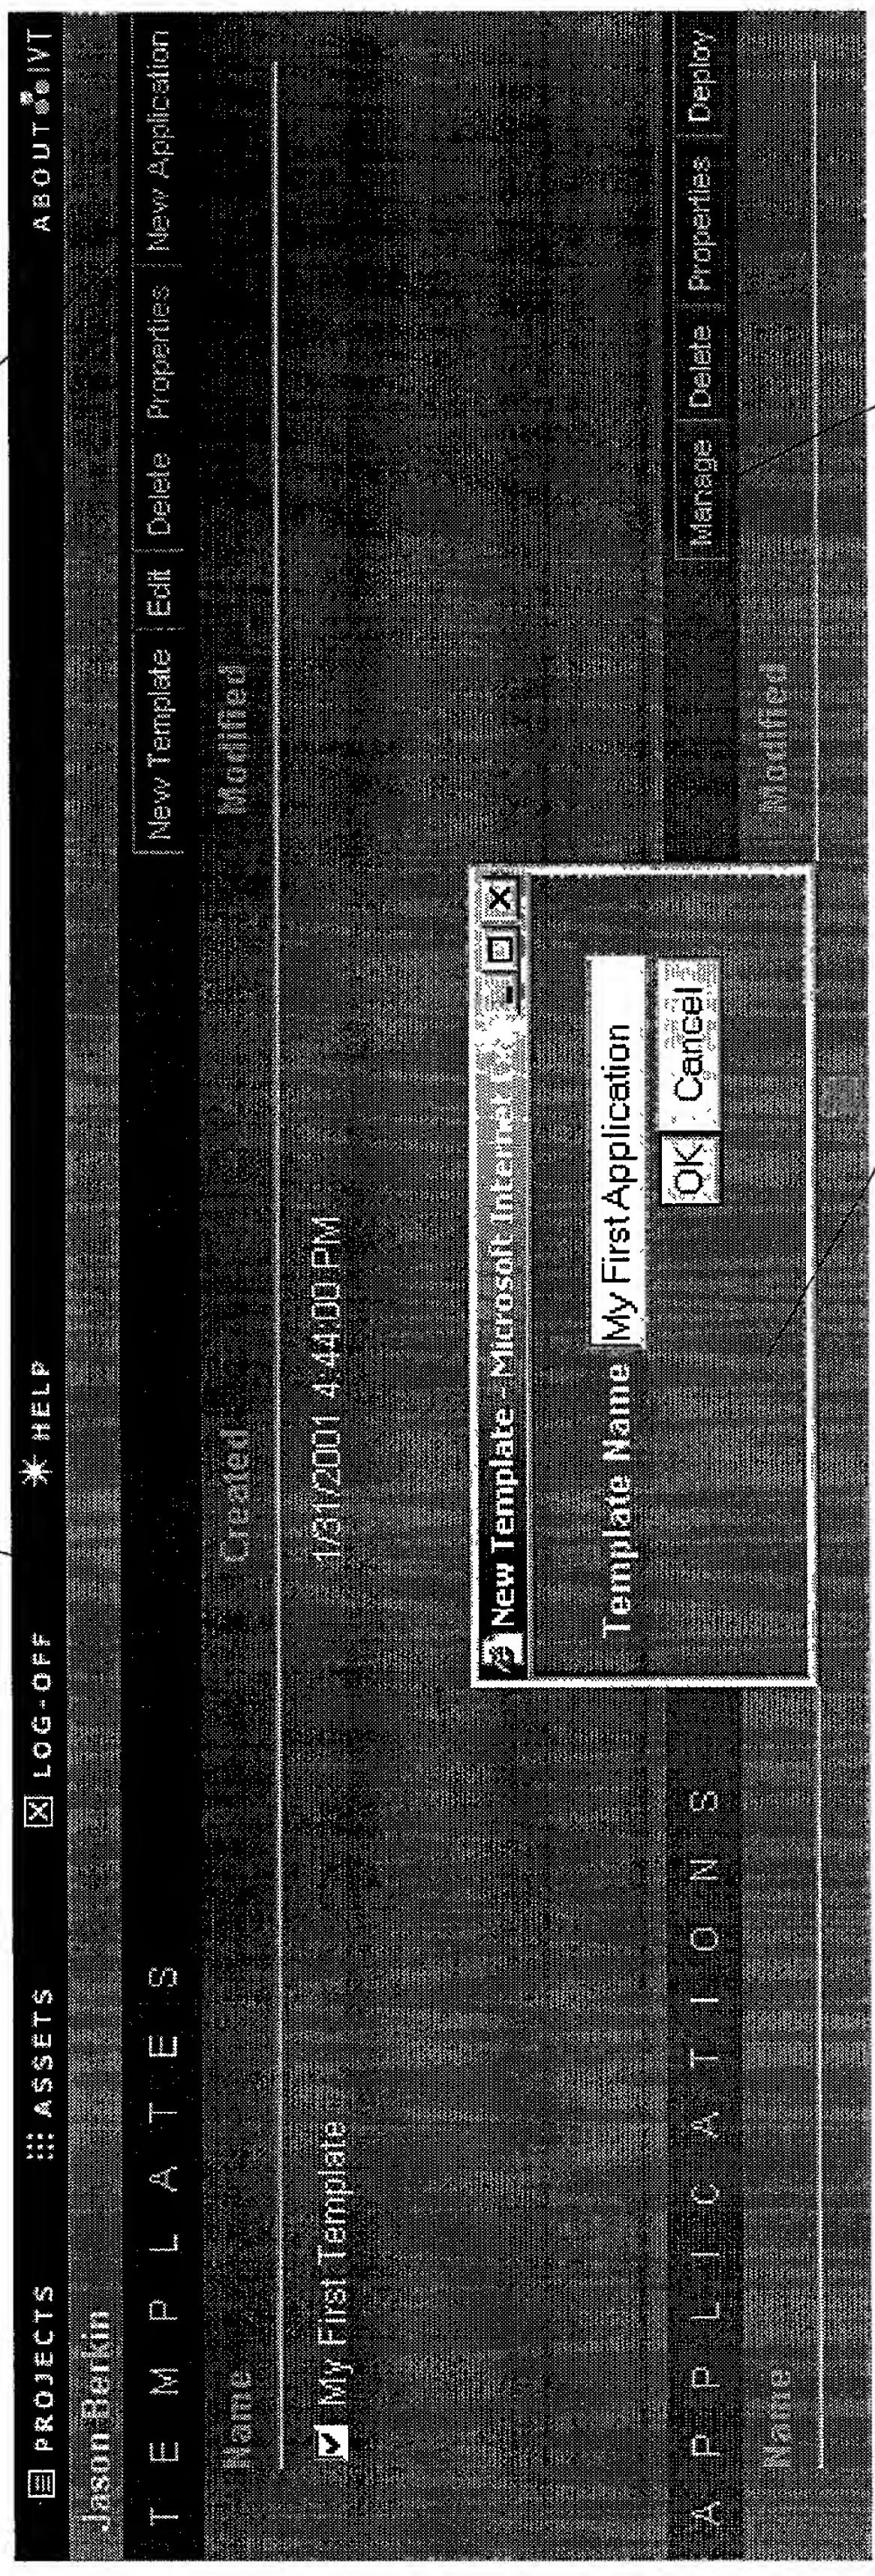 PROJECTS ASSETS LOG-OFF HELP ABOUT IVT
Jason Berkin
TEMPLATES New Template Edit Delete Properties New Application
Name Created Modified
My First Template 1/31/2001 4:44:00 PM
New Template - Microsoft Internet
Template Name My First Application
OK Cancel
APPLICATIONS Manage Delete Properties Deploy
Name Modified